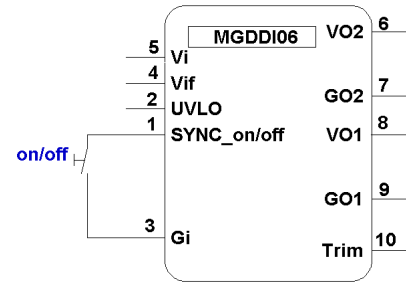 MGDDI06
VO2 6
5 Vi
4 Vif
GO2 7
2 UVLO
1 SYNC_on/off
VO1 8
on/off
GO1 9
3 Gi
Trim 10